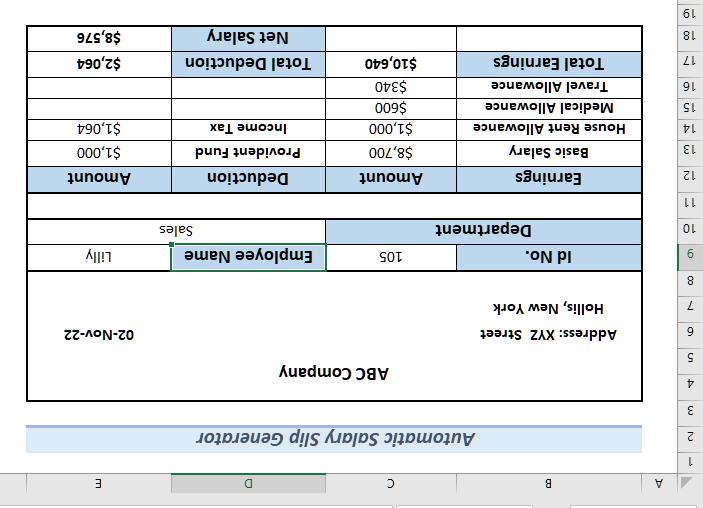 A B C D E
1
2 Automatic Salary Slip Generator
3
4 ABC Company
5
6 Address: XYZ Street 02-Nov-22
7 Hollis, New York
8
9 Id No. 105 Employee Name Lilly
10 Department Sales
11
12 Earnings Amount Deduction Amount
13 Basic Salary $8,700 Provident Fund $1,000
14 House Rent Allowance $1,000 Income Tax $1,064
15 Medical Allowance $600
16 Travel Allowance $340
17 Total Earnings $10,640 Total Deduction $2,064
18 Net Salary $8,576
19